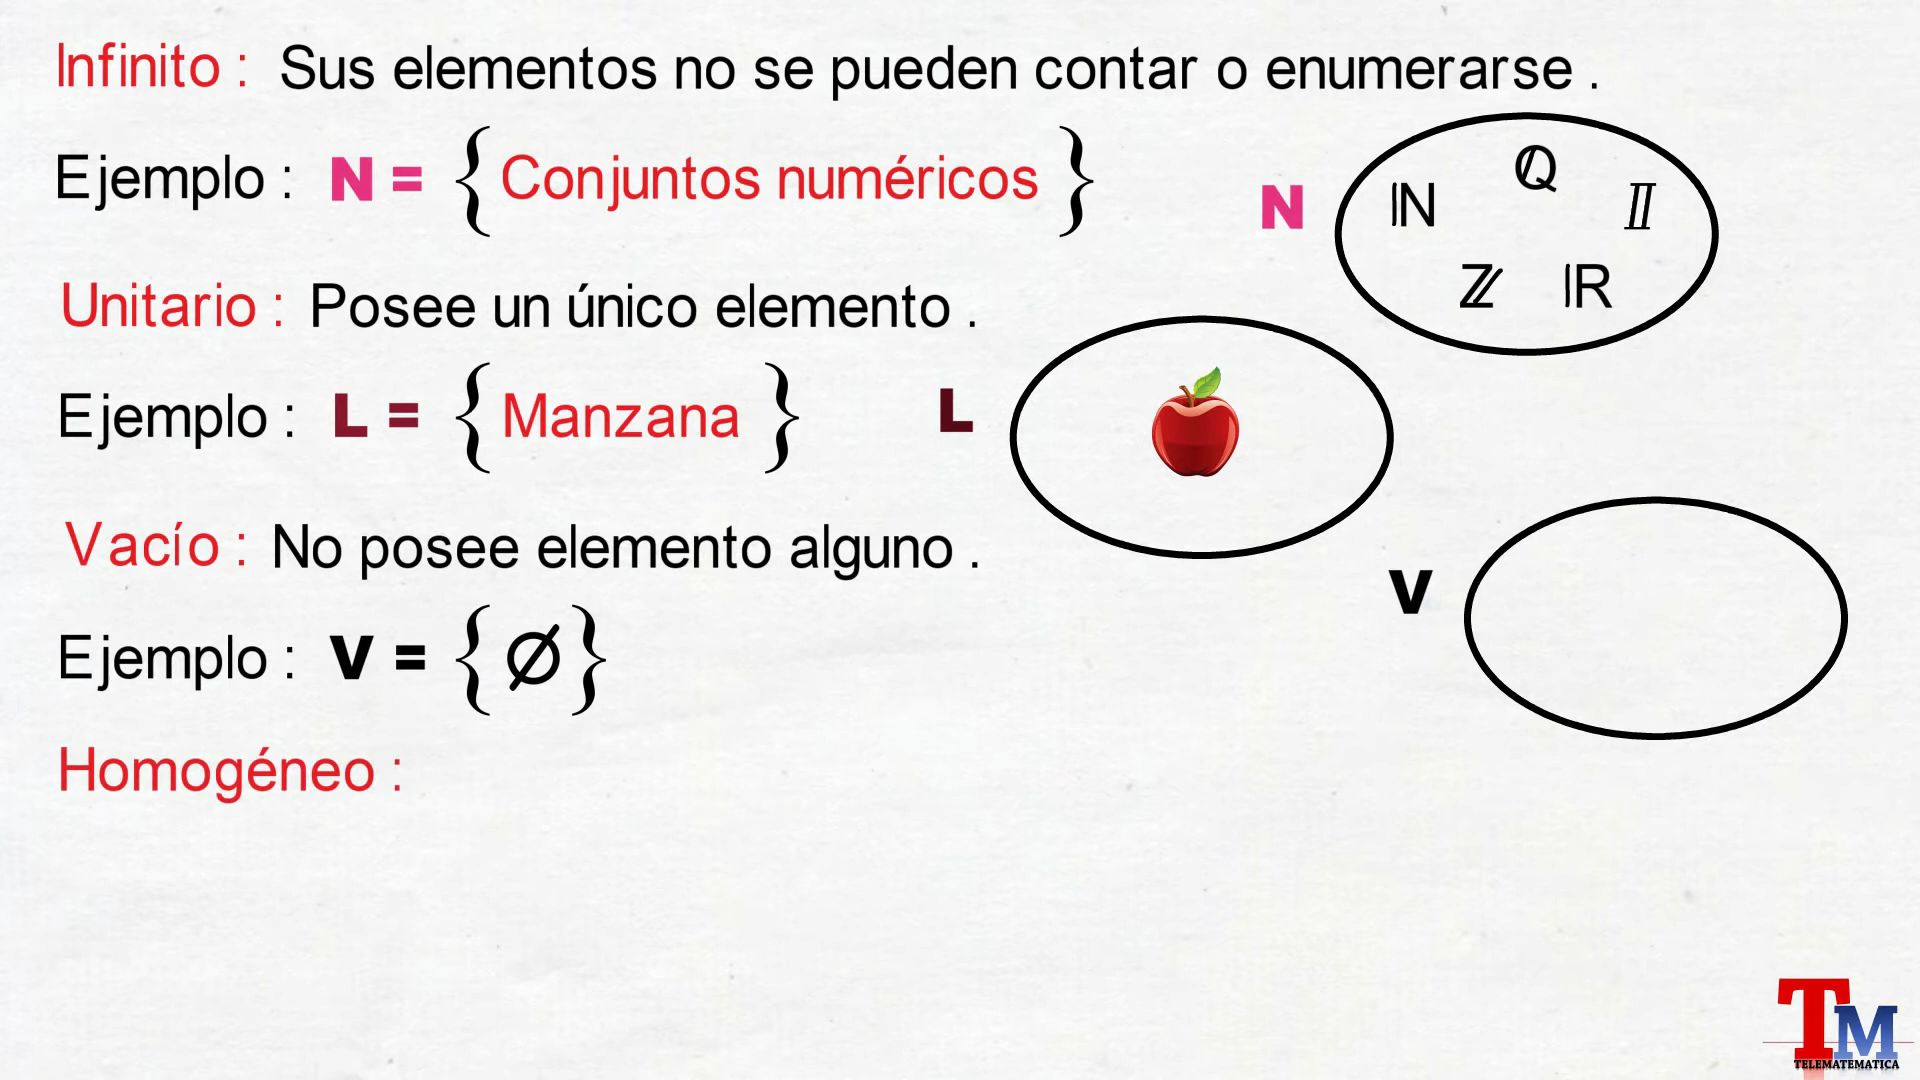 Infinito : Sus elementos no se pueden contar o enumerarse .
Ejemplo : N = { Conjuntos numéricos }
N
ℕ ℚ 𝕀
ℤ ℝ
Unitario : Posee un único elemento .
Ejemplo : L = { Manzana }
L
Vacío : No posee elemento alguno .
V
Ejemplo : V = { Ø }
Homogéneo :
TM
TELEMATEMATICA